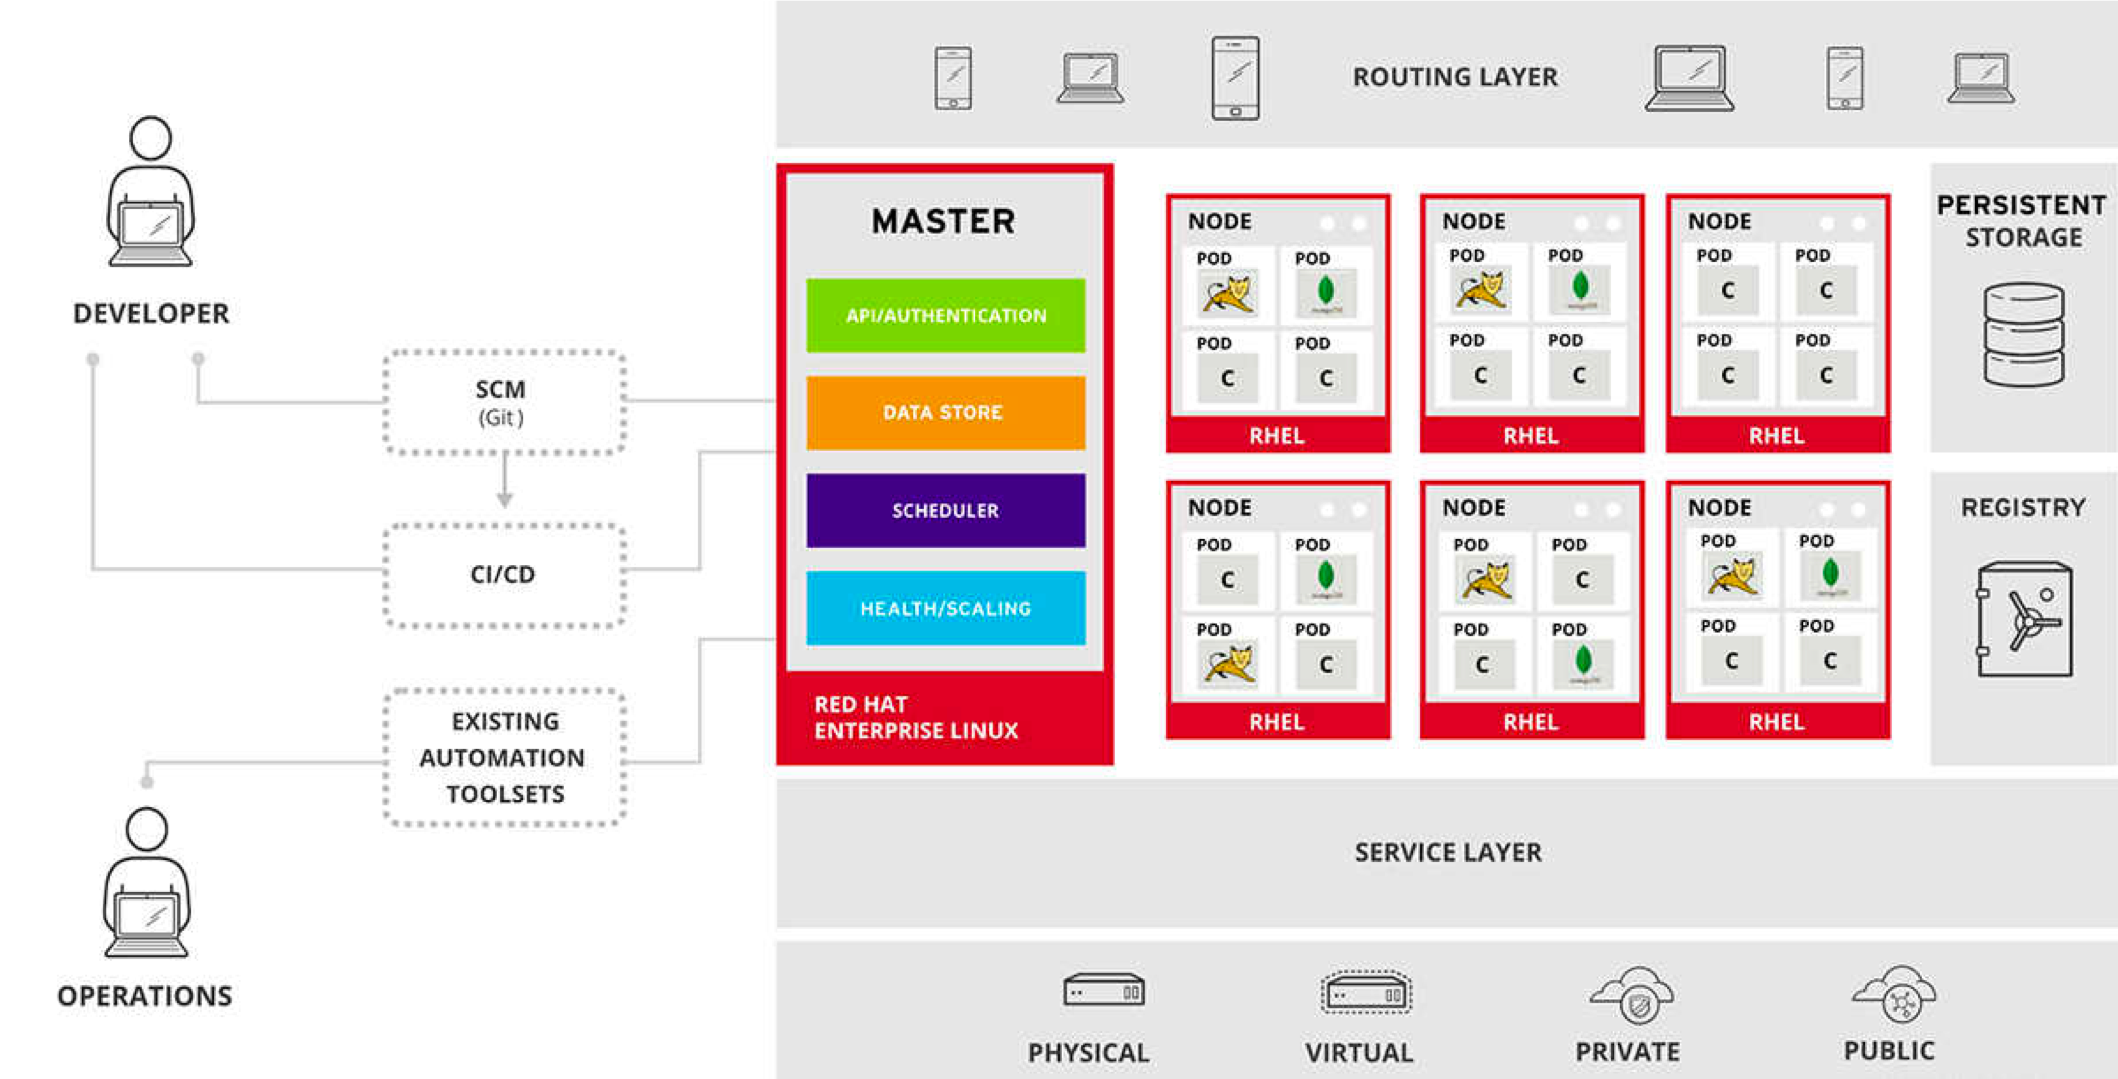 ROUTING LAYER
DEVELOPER
SCM
(Git)
CI/CD
EXISTING
AUTOMATION
TOOLSETS
OPERATIONS
MASTER
API/AUTHENTICATION
DATA STORE
SCHEDULER
HEALTH/SCALING
RED HAT
ENTERPRISE LINUX
NODE
POD POD
POD POD
C C
RHEL
NODE
POD POD
POD POD
C C
RHEL
NODE
POD POD
C C
POD POD
C C
RHEL
NODE
POD POD
C
POD POD
C
RHEL
NODE
POD POD
C
POD POD
C
RHEL
NODE
POD POD
POD POD
C C
RHEL
PERSISTENT
STORAGE
REGISTRY
SERVICE LAYER
PHYSICAL
VIRTUAL
PRIVATE
PUBLIC